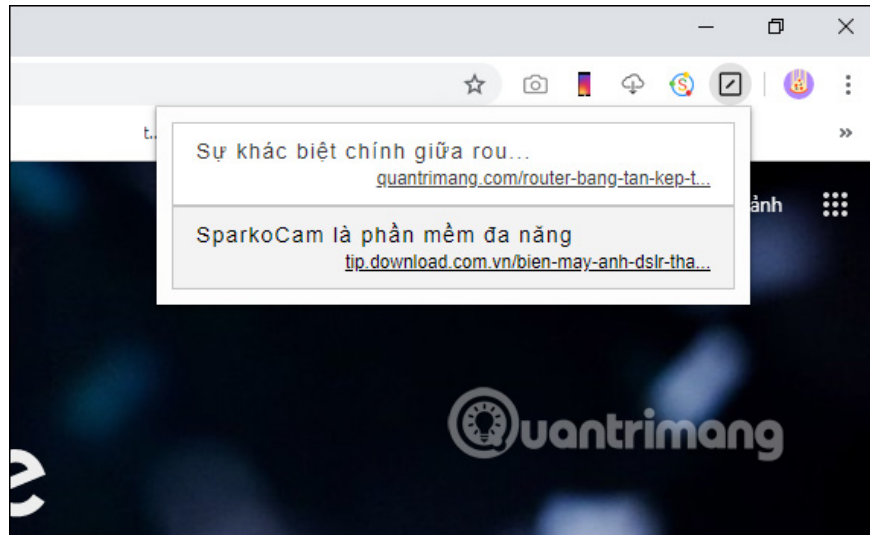 t..
Sự khác biệt chính giữa rou...
quantrimang.com/router-bang-tan-kep-t...
ảnh
SparkoCam là phần mềm đa năng
tip.download.com.vn/bien-may-anh-dslr-tha...
Quantrimang
e